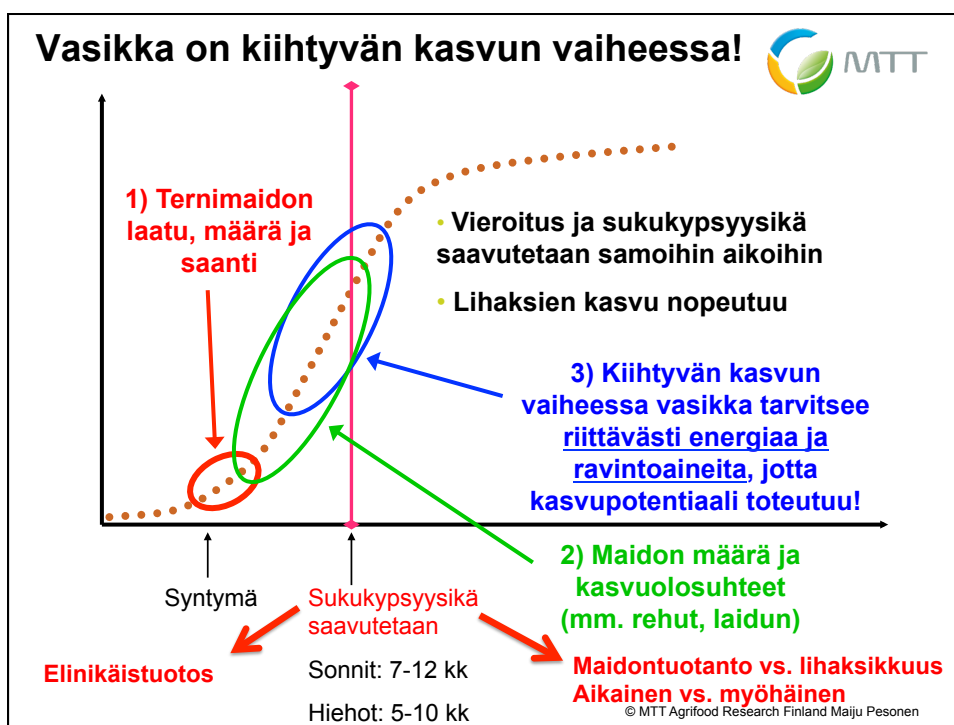 Vasikka on kiihtyvän kasvun vaiheessa!
MTT
1) Ternimaidon
laatu, määrä ja
saanti
• Vieroitus ja sukukypsyysikä
saavutetaan samoihin aikoihin
• Lihaksien kasvu nopeutuu
3) Kiihtyvän kasvun
vaiheessa vasikka tarvitsee
riittävästi energiaa ja
ravintoaineita, jotta
kasvupotentiaali toteutuu!
2) Maidon määrä ja
kasvuolosuhteet
(mm. rehut, laidun)
Syntymä
Sukukypsyysikä
saavutetaan
Elinikäistuotos
Sonnit: 7-12 kk
Hiehot: 5-10 kk
Maidontuotanto vs. lihaksikkuus
Aikainen vs. myöhäinen
© MTT Agrifood Research Finland Maiju Pesonen